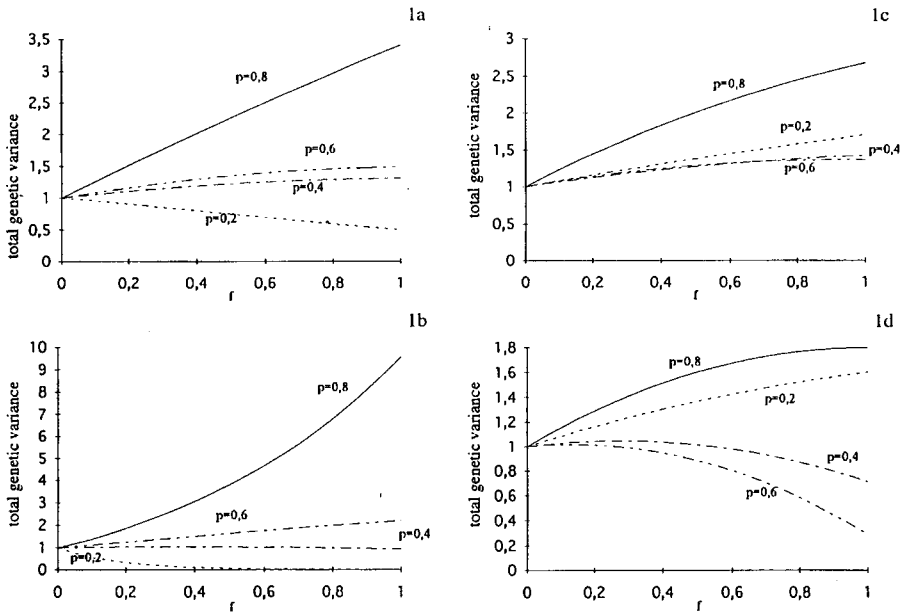 1a
total genetic variance
3,5
3
2,5
2
1,5
1
0,5
0
p=0,8
p=0,6
p=0,4
p=0,2
0 0,2 0,4 0,6 0,8 1
f
1c
total genetic variance
3
2,5
2
1,5
1
0,5
0
p=0,8
p=0,2
p=0,4
p=0,6
0 0,2 0,4 0,6 0,8 1
f
1b
total genetic variance
10
9
8
7
6
5
4
3
2
1
0
p=0,8
p=0,6
p=0,4
p=0,2
0 0,2 0,4 0,6 0,8 1
f
1d
total genetic variance
1,8
1,6
1,4
1,2
1
0,8
0,6
0,4
0,2
0
p=0,8
p=0,2
p=0,4
p=0,6
0 0,2 0,4 0,6 0,8 1
f